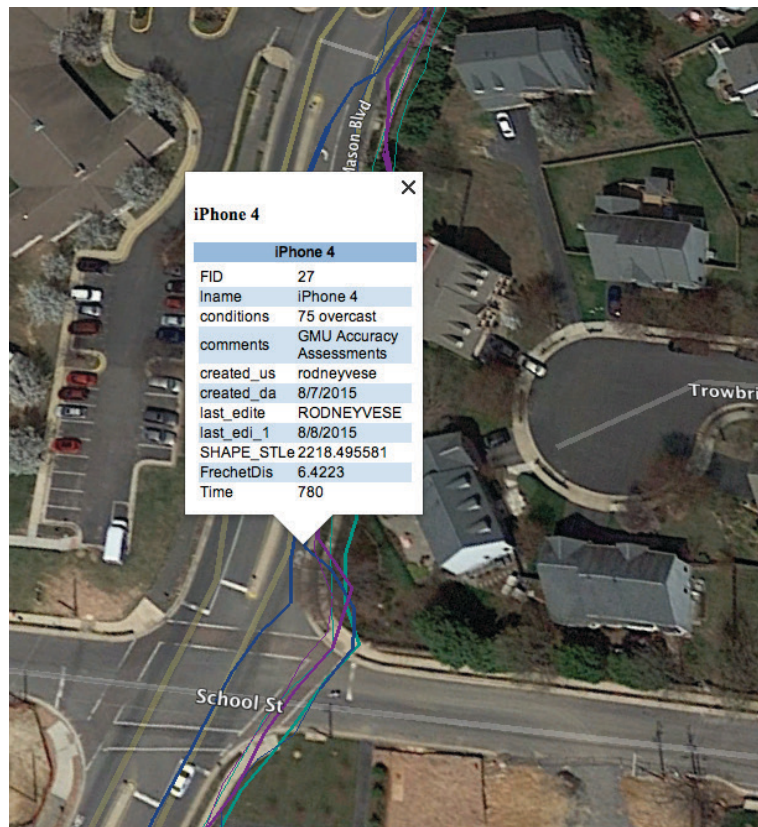 Mason Blvd
iPhone 4
iPhone 4
FID 27
lname iPhone 4
conditions 75 overcast
comments GMU Accuracy
Assessments
created_us rodneyvese
created_da 8/7/2015
last_edite RODNEYVESE
last_edi_1 8/8/2015
SHAPE_STLe 2218.495581
FrechetDis 6.4223
Time 780
Trowbri
School St